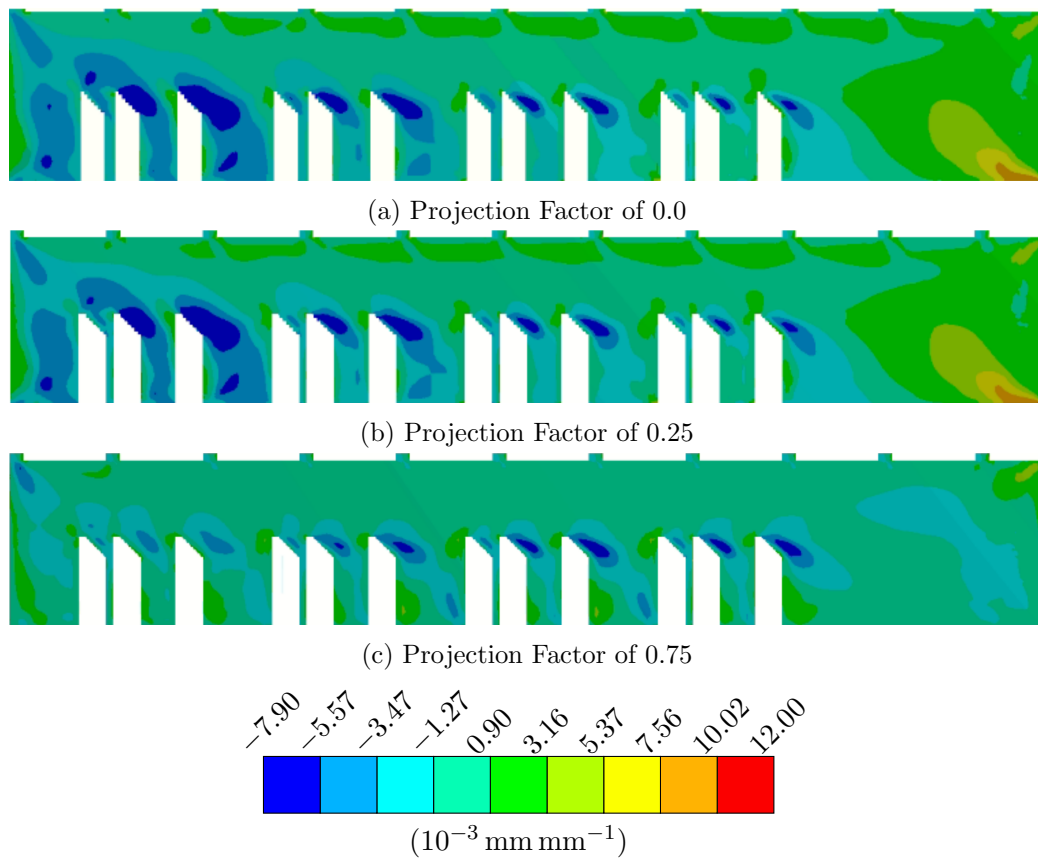 (a) Projection Factor of 0.0
(b) Projection Factor of 0.25
(c) Projection Factor of 0.75
−7.90
−5.57
−3.47
−1.27
0.90
3.16
5.37
7.56
10.02
12.00
(10⁻³ mm mm⁻¹)